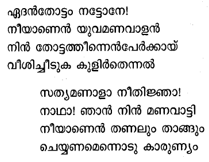 ഏദൻതോട്ടം നട്ടോനേ!
നീയാണെൻ യുവമണവാളൻ
നിൻ തോട്ടത്തീന്നെൻപേർക്കായ്
വീശിച്ചീടുക കുളിർതെന്നൽ
സത്യമണാളാ നീതിജ്ഞാ!
നാഥാ! ഞാൻ നിൻ മണവാട്ടി
നീയാണെൻ തണലും താങ്ങും
ചെയ്യണമെന്നൊടു കാരുണ്യം